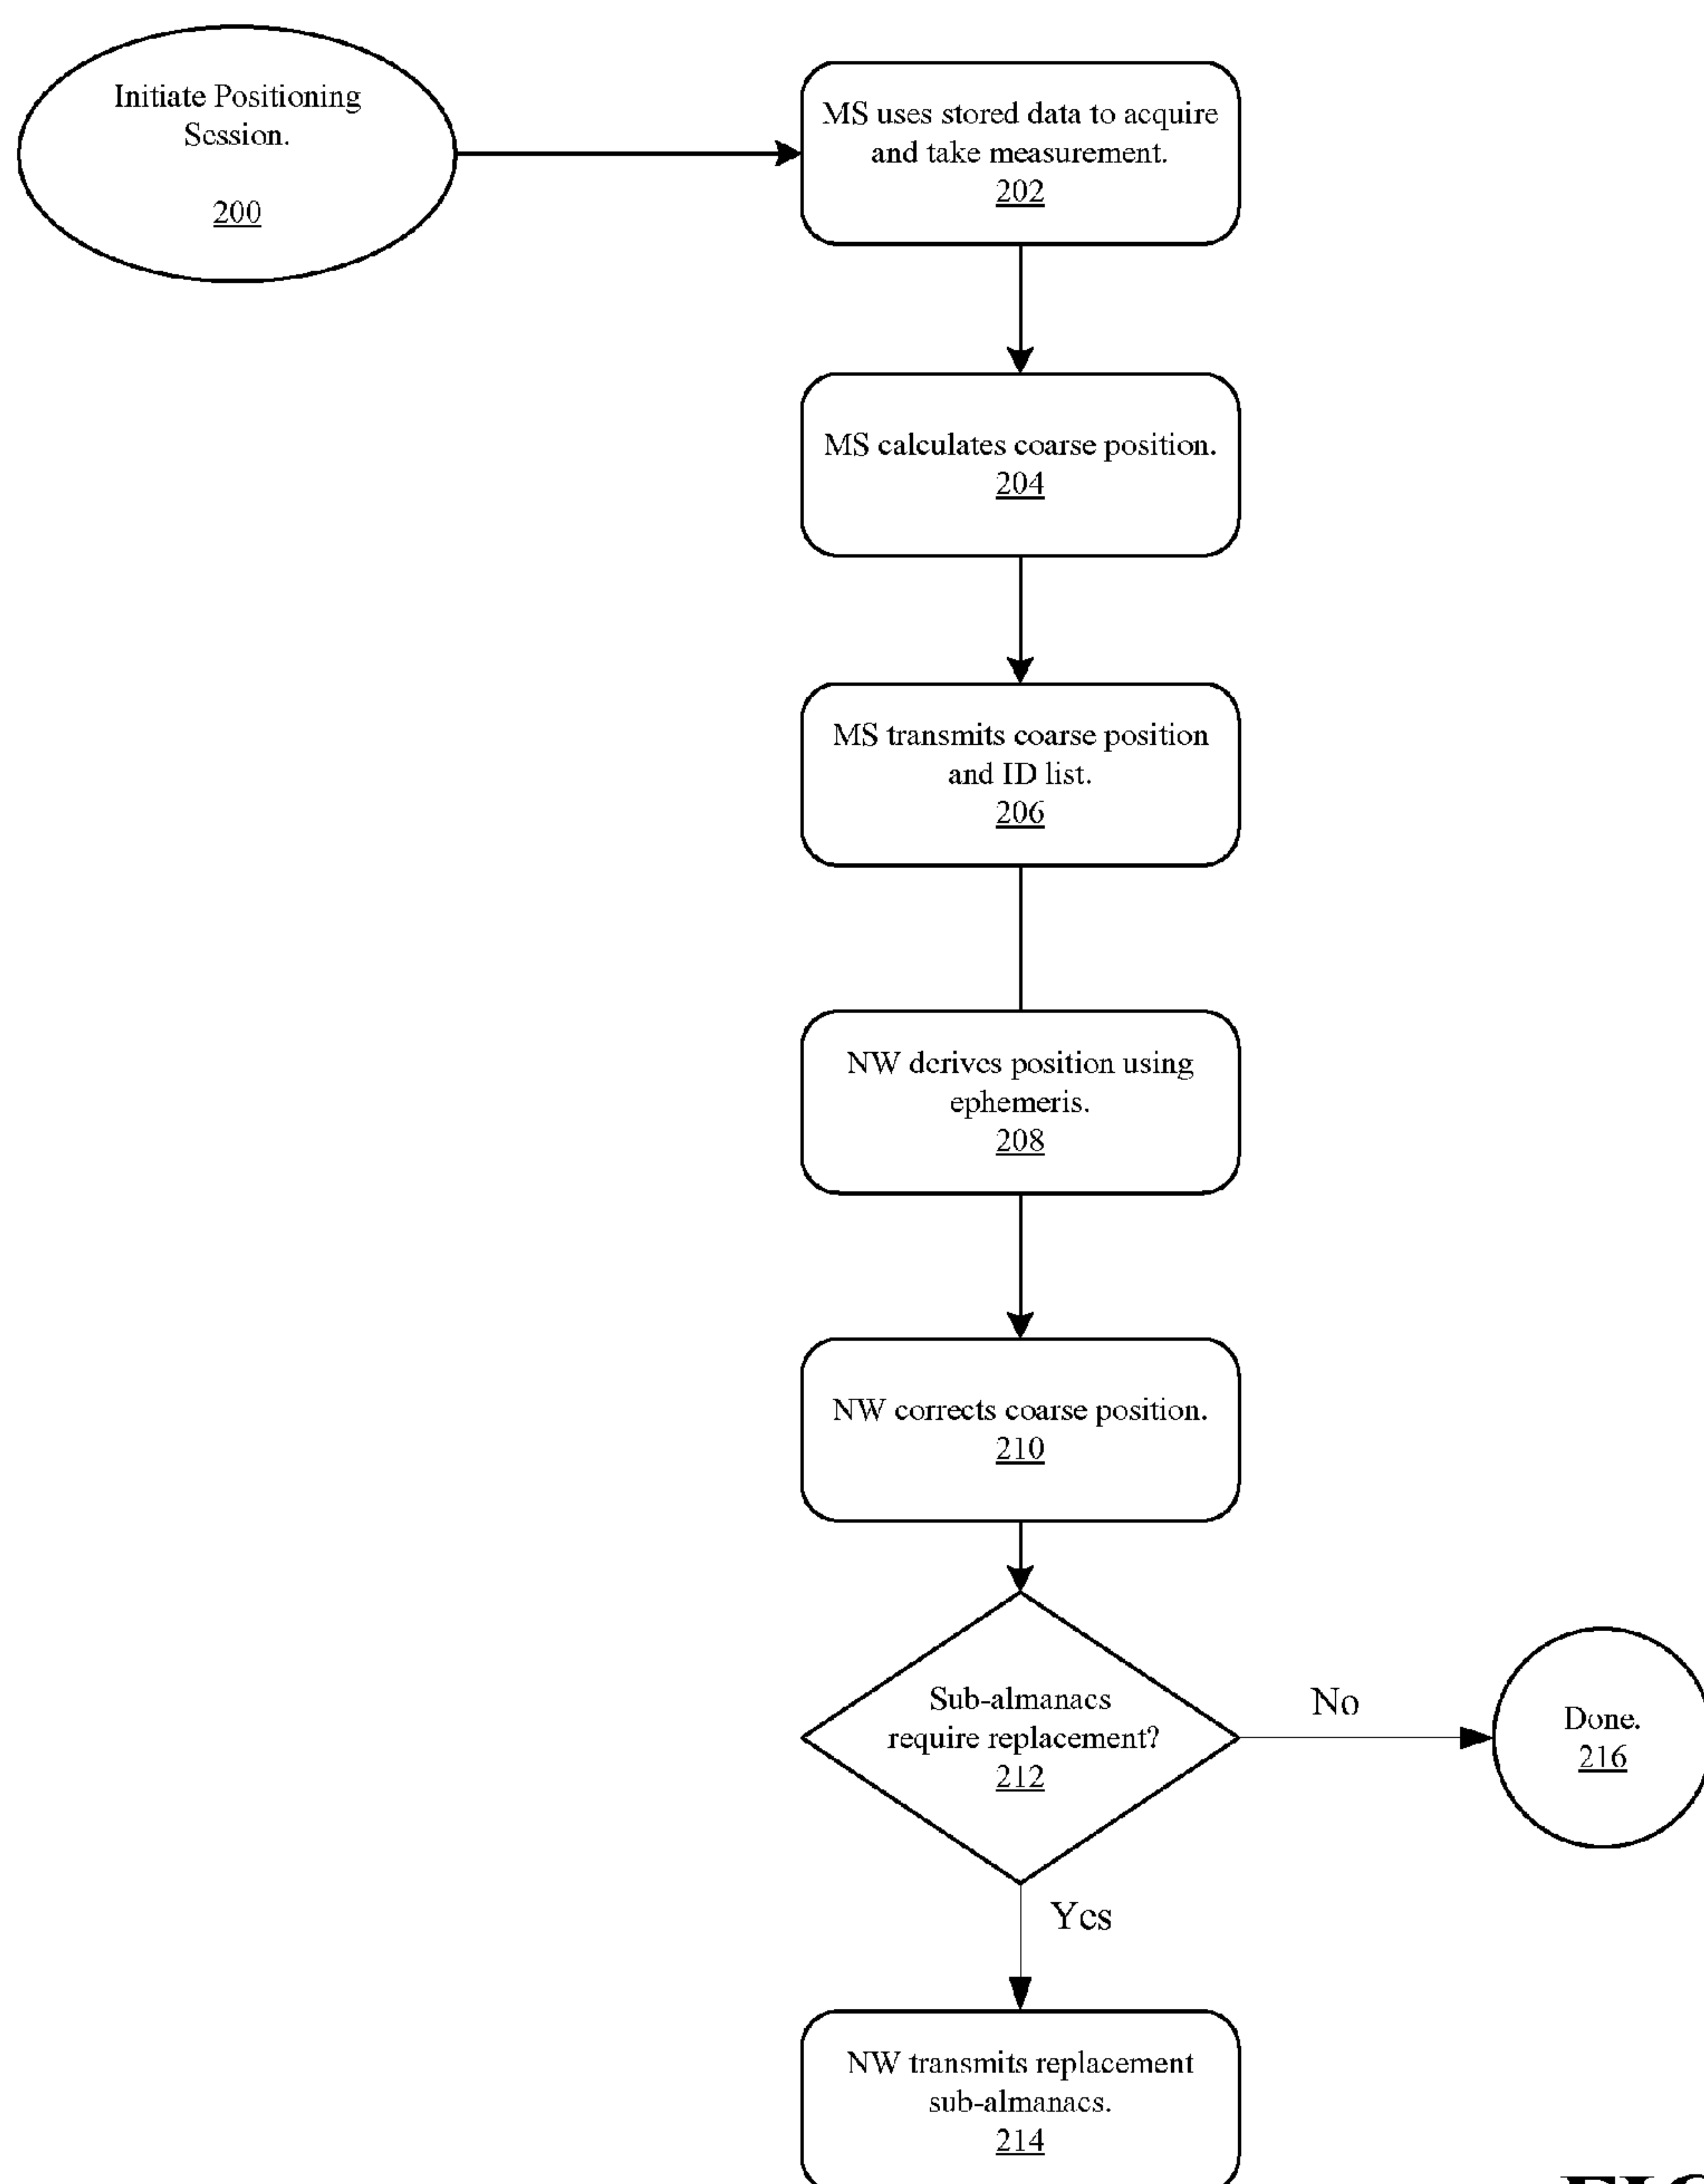 Initiate Positioning
Session.
200
MS uses stored data to acquire
and take measurement.
202
MS calculates coarse position.
204
MS transmits coarse position
and ID list.
206
NW derives position using
ephemeris.
208
NW corrects coarse position.
210
Sub-almanacs
require replacement?
212
No
Done.
216
Yes
NW transmits replacement
sub-almanacs.
214